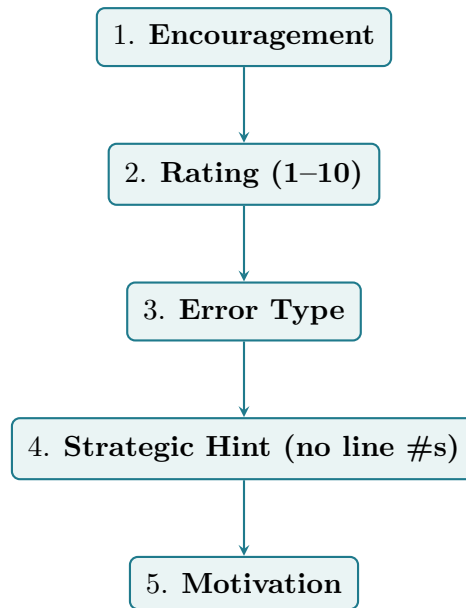 1. Encouragement
2. Rating (1–10)
3. Error Type
4. Strategic Hint (no line #s)
5. Motivation